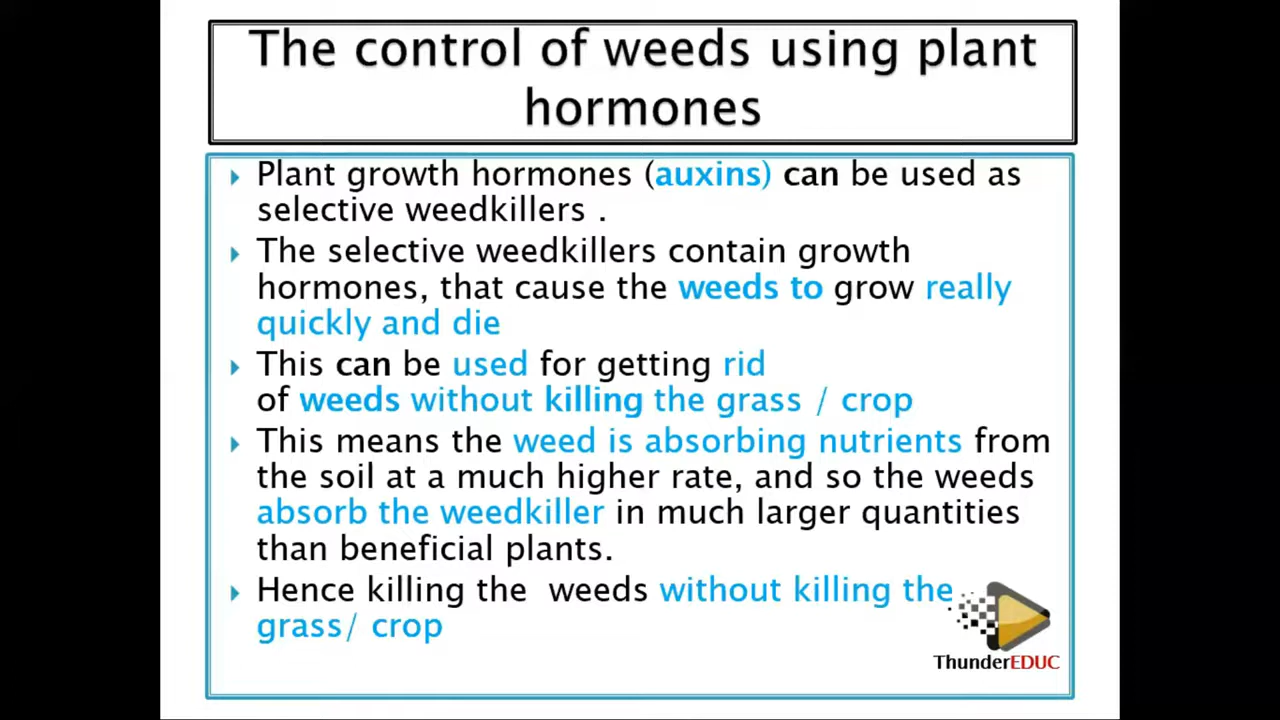 The control of weeds using plant
hormones
Plant growth hormones (auxins) can be used as
selective weedkillers .
The selective weedkillers contain growth
hormones, that cause the weeds to grow really
quickly and die
This can be used for getting rid
of weeds without killing the grass / crop
This means the weed is absorbing nutrients from
the soil at a much higher rate, and so the weeds
absorb the weedkiller in much larger quantities
than beneficial plants.
Hence killing the weeds without killing the
grass/ crop
ThunderEDUC